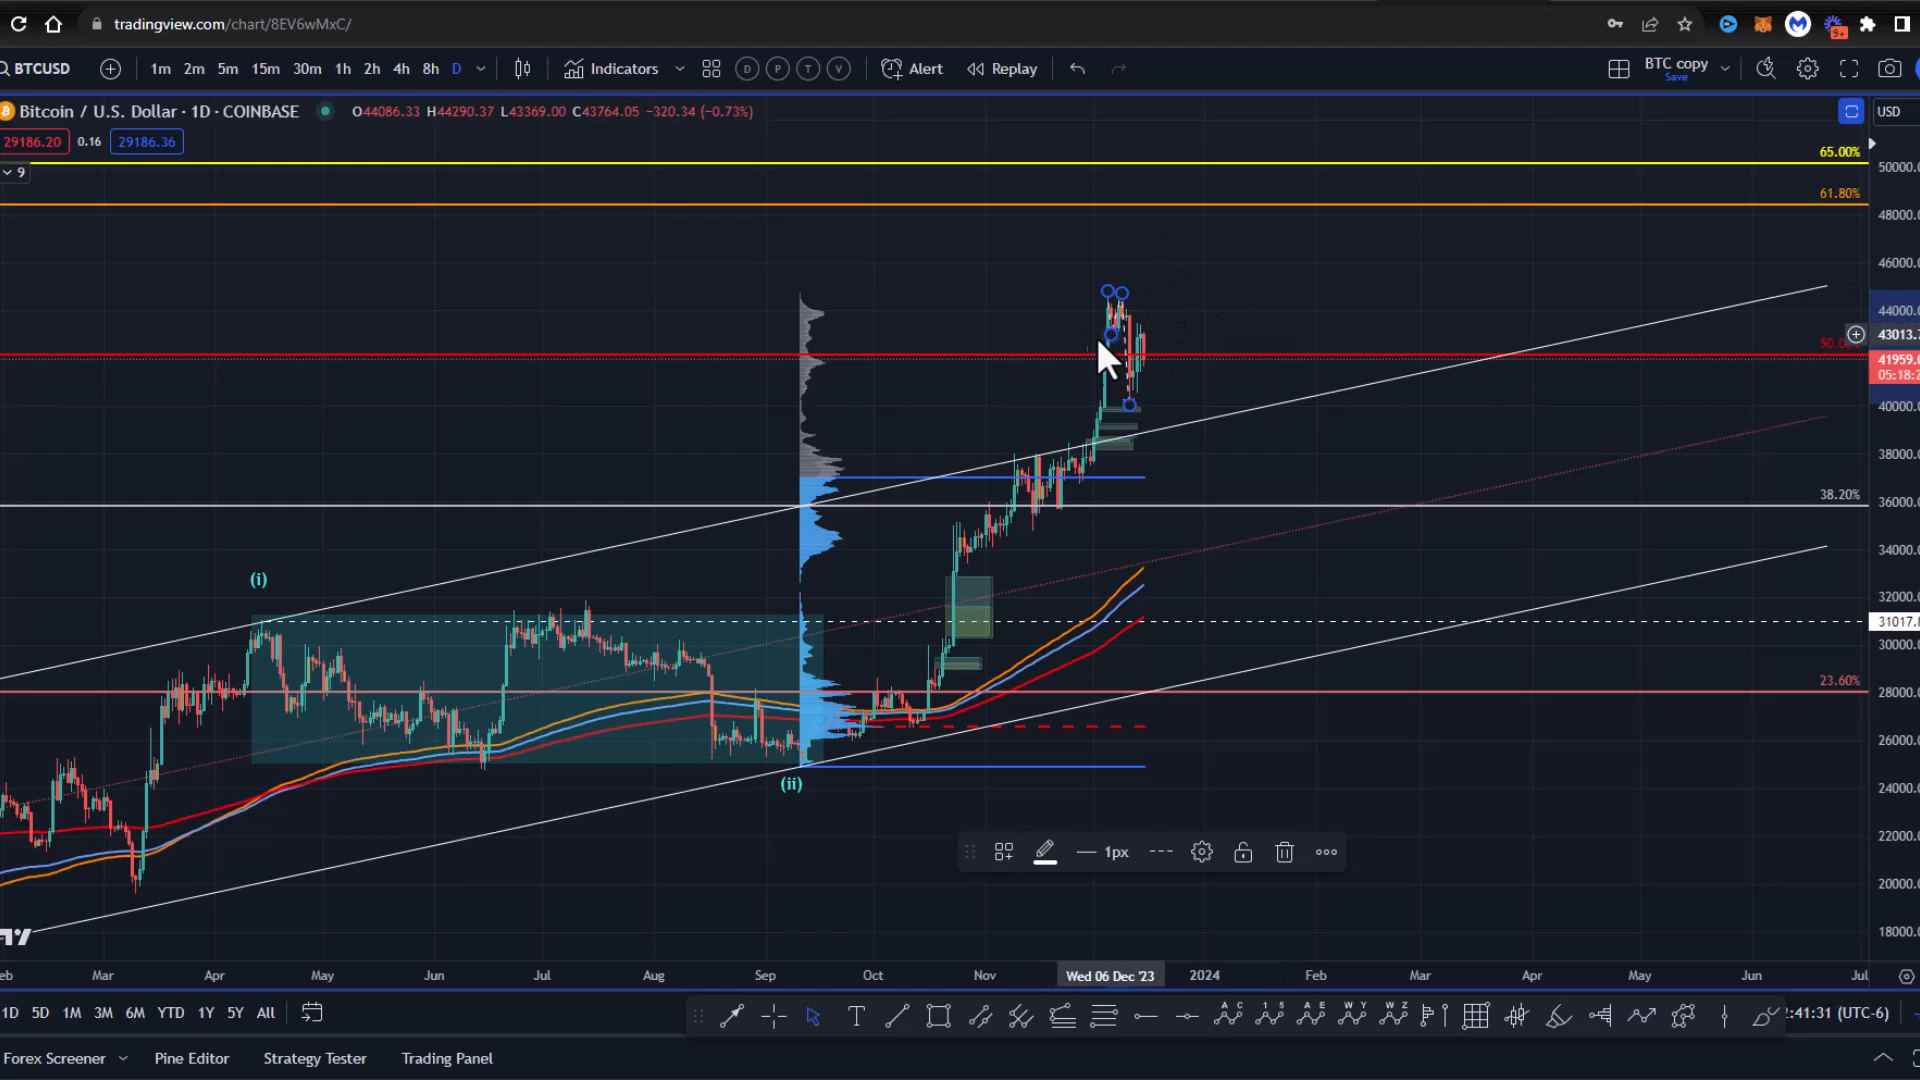 tradingview.com/chart/8EV6wMxC/
9+
BTCUSD 1m 2m 5m 15m 30m 1h 2h 4h 8h D Indicators D P T V Alert Replay BTC copy
Save
Bitcoin / U.S. Dollar · 1D · COINBASE O44086.33 H44290.37 L43369.00 C43764.05 −320.34 (−0.73%) USD
29186.20 0.16 29186.36
65.00%
50000.0
9
61.80%
48000.0
46000.0
44000.0
43013.7
50.0
41959.0
05:18:2
40000.0
38000.0
38.20%
36000.0
34000.0
(i)
32000.0
31017.8
30000.0
23.60%
28000.0
26000.0
(ii)
24000.0
22000.0
1px
20000.0
18000.0
eb Mar Apr May Jun Jul Aug Sep Oct Nov Wed 06 Dec '23 2024 Feb Mar Apr May Jun Jul
1D 5D 1M 3M 6M YTD 1Y 5Y All T A C 1 5 A E W Y W Z 2:41:31 (UTC-6)
Forex Screener Pine Editor Strategy Tester Trading Panel